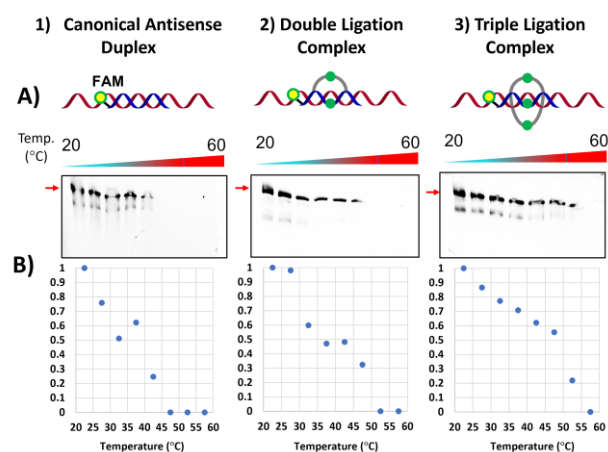 1) Canonical Antisense Duplex
2) Double Ligation Complex
3) Triple Ligation Complex
FAM
A)
Temp. (°C)
20 60
20 60
20 60
B)
1
0.9
0.8
0.7
0.6
0.5
0.4
0.3
0.2
0.1
0
20 25 30 35 40 45 50 55 60
Temperature (°C)
1
0.9
0.8
0.7
0.6
0.5
0.4
0.3
0.2
0.1
0
20 25 30 35 40 45 50 55 60
Temperature (°C)
1
0.9
0.8
0.7
0.6
0.5
0.4
0.3
0.2
0.1
0
20 25 30 35 40 45 50 55 60
Temperature (°C)